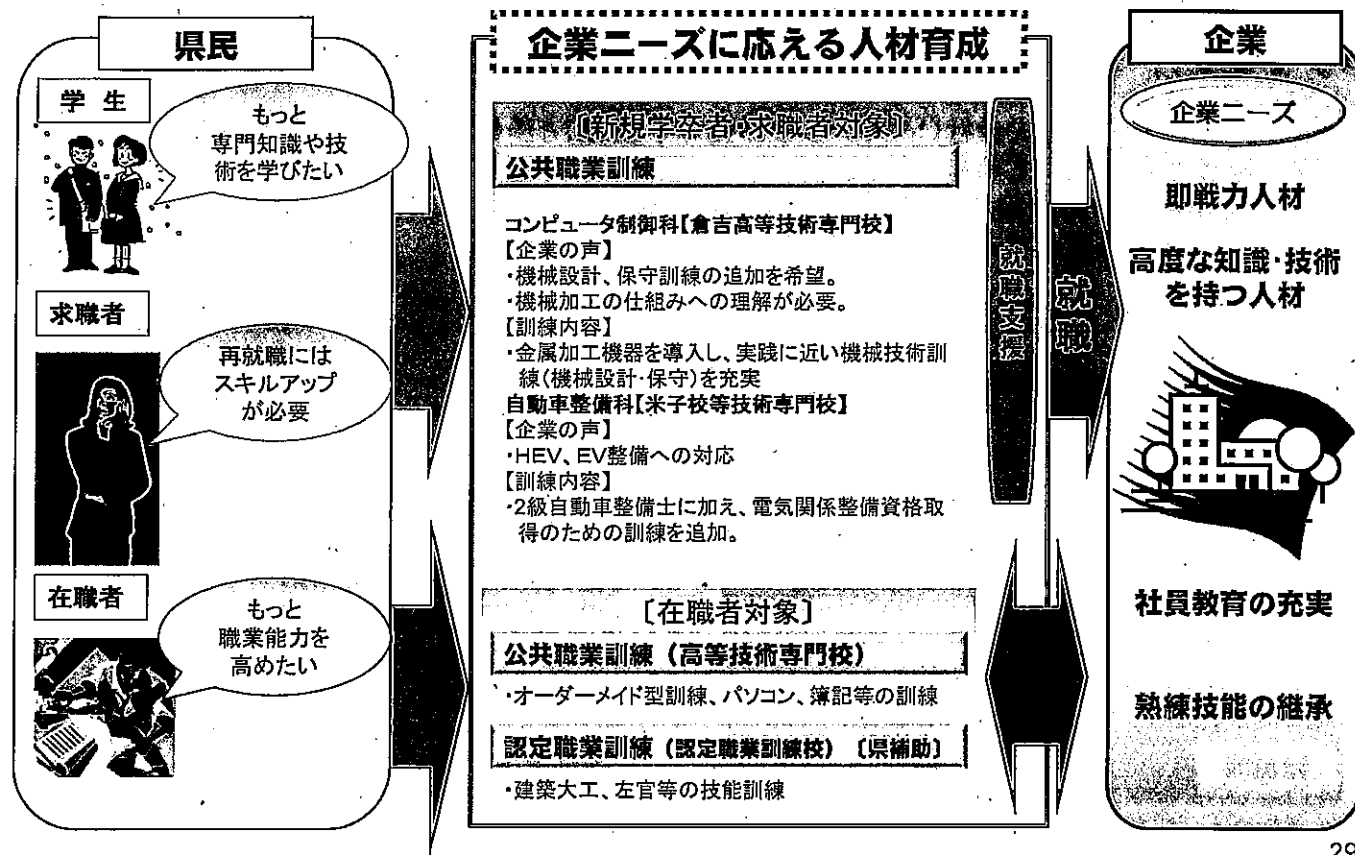 県民
学生
もっと
専門知識や技
術を学びたい
求職者
再就職には
スキルアップ
が必要
在職者
もっと
職業能力を
高めたい
企業ニーズに応える人材育成
〔新規学卒者・求職者対象〕
公共職業訓練
コンピュータ制御科【倉吉高等技術専門校】
【企業の声】
・機械設計、保守訓練の追加を希望。
・機械加工の仕組みへの理解が必要。
【訓練内容】
・金属加工機器を導入し、実践に近い機械技術訓
練(機械設計・保守)を充実
自動車整備科【米子校等技術専門校】
【企業の声】
・HEV、EV整備への対応
【訓練内容】
・2級自動車整備士に加え、電気関係整備資格取
得のための訓練を追加。
就職支援
就職
〔在職者対象〕
公共職業訓練（高等技術専門校）
・オーダーメイド型訓練、パソコン、簿記等の訓練
認定職業訓練（認定職業訓練校）〔県補助〕
・建築大工、左官等の技能訓練
企業
企業ニーズ
即戦力人材
高度な知識・技術
を持つ人材
社員教育の充実
熟練技能の継承
29